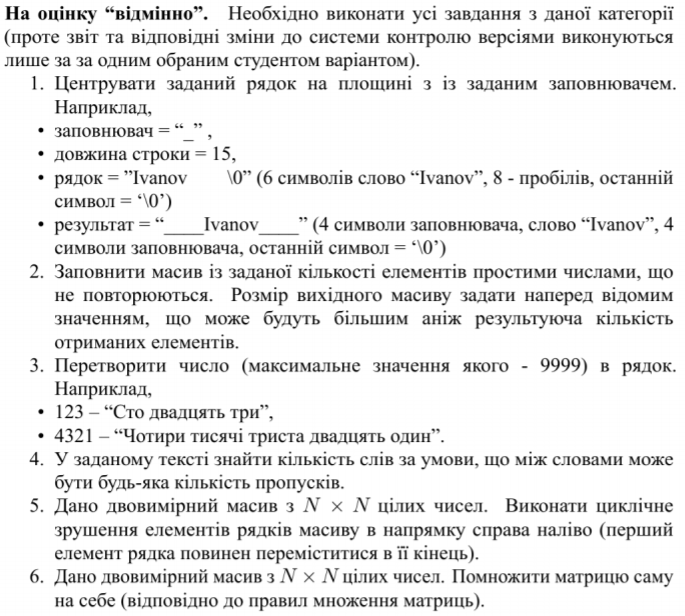 На оцінку “відмінно”. Необхідно виконати усі завдання з даної категорії
(проте звіт та відповідні зміни до системи контролю версіями виконуються
лише за за одним обраним студентом варіантом).
1. Центрувати заданий рядок на площині з із заданим заповнювачем.
Наприклад,
• заповнювач = “_” ,
• довжина строки = 15,
• рядок = ”Ivanov        \0” (6 символів слово “Ivanov”, 8 - пробілів, останній
символ = ‘\0’)
• результат = “____Ivanov____” (4 символи заповнювача, слово “Ivanov”, 4
символи заповнювача, останній символ = ‘\0’)
2. Заповнити масив із заданої кількості елементів простими числами, що
не повторюються. Розмір вихідного масиву задати наперед відомим
значенням, що може будуть більшим аніж результуюча кількість
отриманих елементів.
3. Перетворити число (максимальне значення якого - 9999) в рядок.
Наприклад,
• 123 – “Сто двадцять три”,
• 4321 – “Чотири тисячі триста двадцять один”.
4. У заданому тексті знайти кількість слів за умови, що між словами може
бути будь-яка кількість пропусків.
5. Дано двовимірний масив з N × N цілих чисел. Виконати циклічне
зрушення елементів рядків масиву в напрямку справа наліво (перший
елемент рядка повинен переміститися в її кінець).
6. Дано двовимірний масив з N × N цілих чисел. Помножити матрицю саму
на себе (відповідно до правил множення матриць).